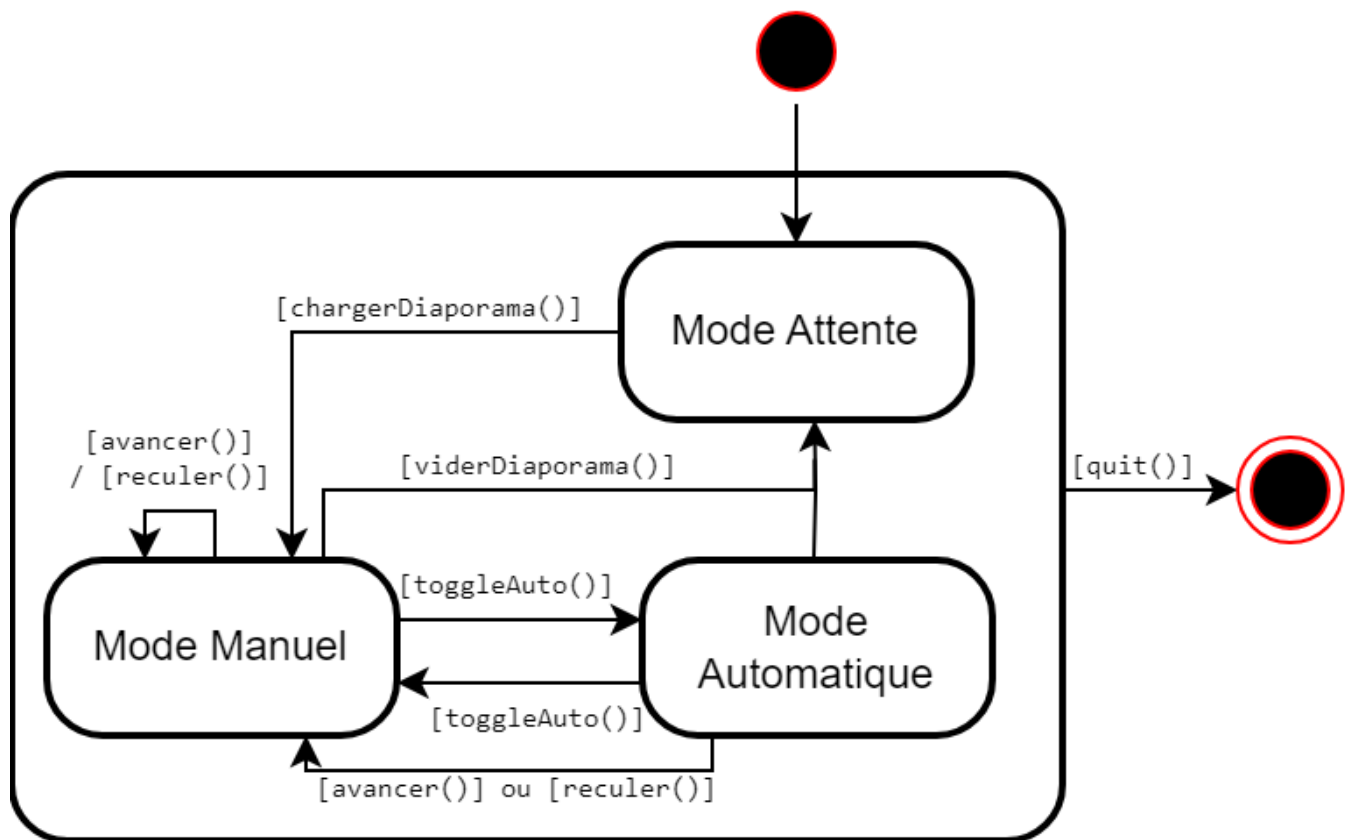 [chargerDiaporama()]
Mode Attente
[avancer()]
/ [reculer()]
[viderDiaporama()]
[quit()]
[toggleAuto()]
Mode Manuel
Mode
Automatique
[toggleAuto()]
[avancer()] ou [reculer()]